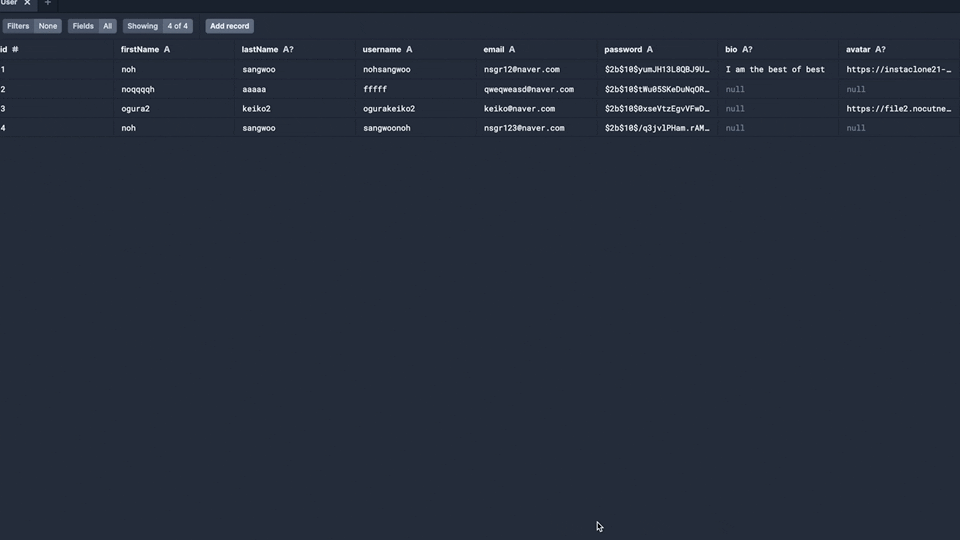 User × +
Filters None Fields All Showing 4 of 4 Add record
id # firstName A lastName A? username A email A password A bio A? avatar A?
1 noh sangwoo nohsangwoo nsgr12@naver.com $2b$10$yumJH13L8QBJ9U… I am the best of best https://instaclone21-…
2 noqqqqh aaaaa fffff qweqweasd@naver.com $2b$10$tWu05SKeDuNqOR… null null
3 ogura2 keiko2 ogurakeiko2 keiko@naver.com $2b$10$0xseVtzEgvVFwD… null https://file2.nocutne…
4 noh sangwoo sangwoonoh nsgr123@naver.com $2b$10$/q3jvlPHam.rAM… null null